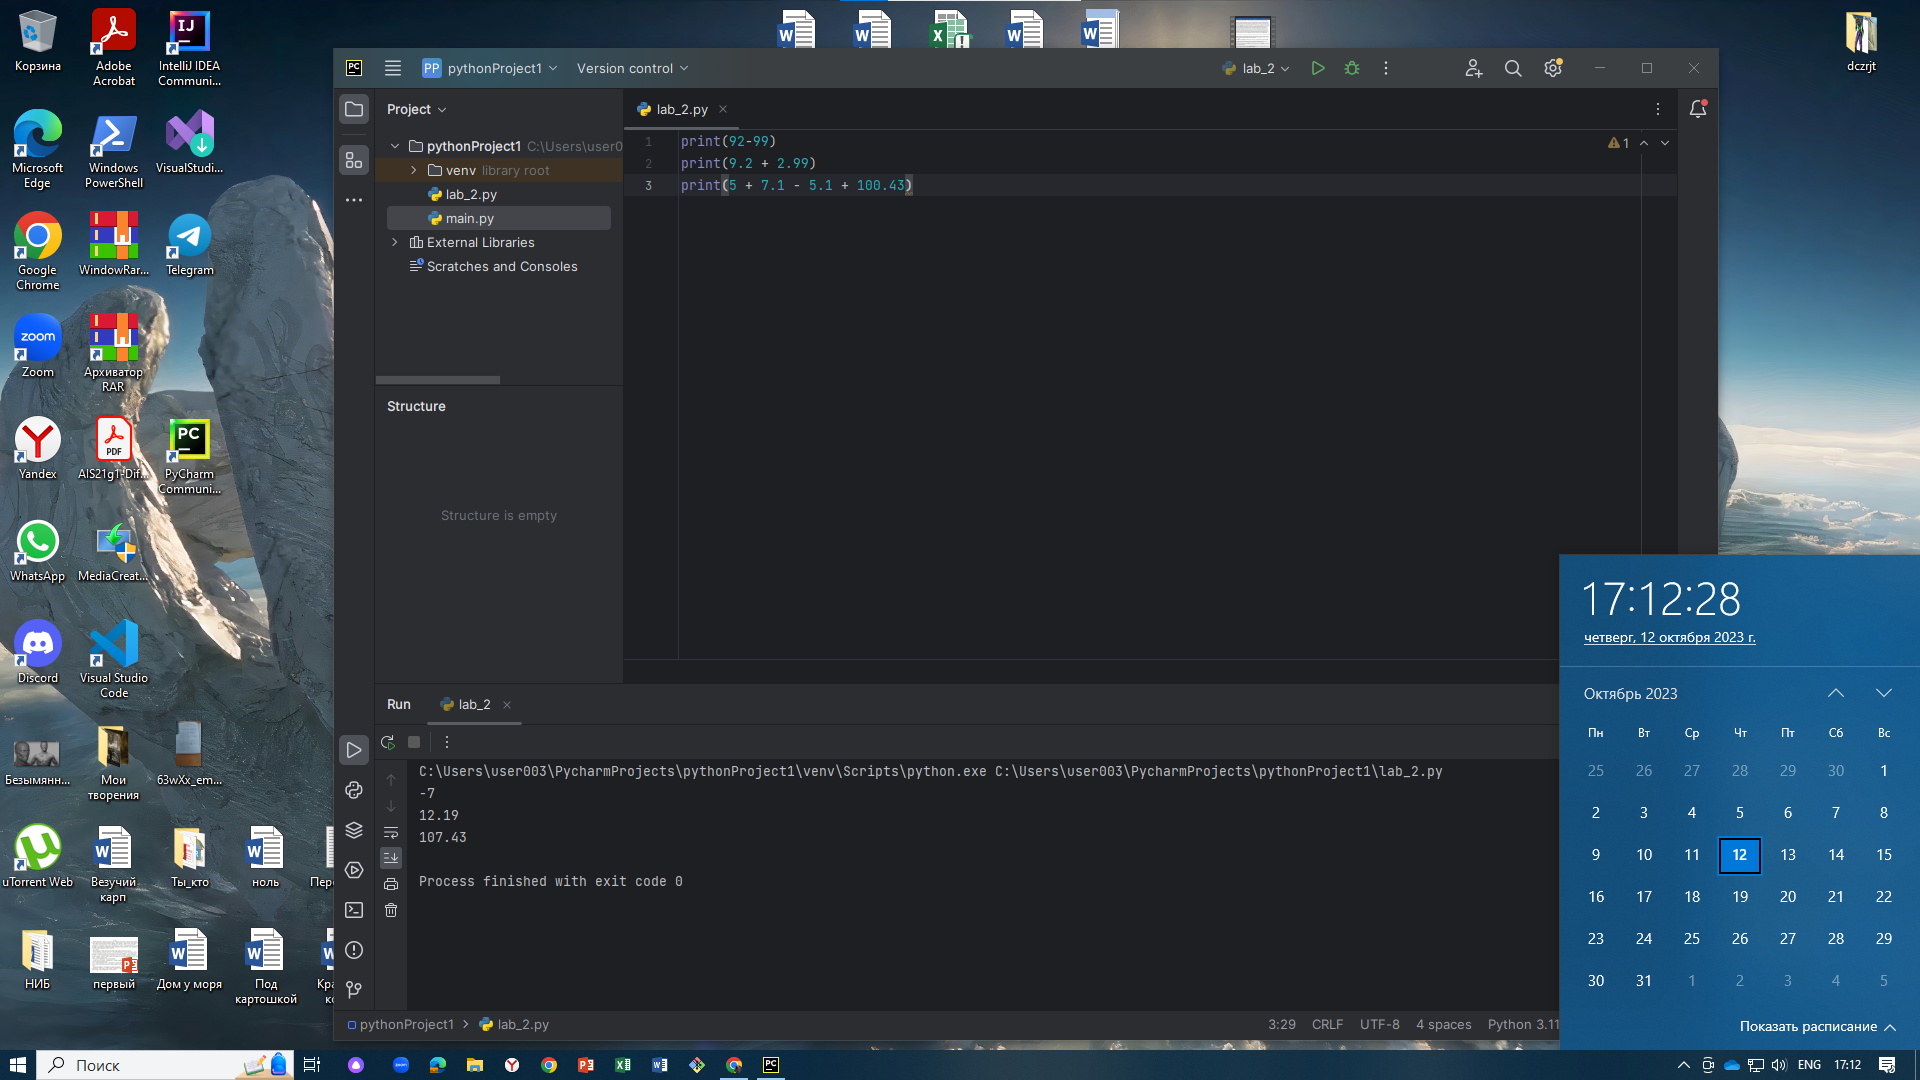 Корзина
Adobe
Acrobat
IntelliJ IDEA
Communi...
dczrjt
PP pythonProject1
Version control
lab_2
Project
lab_2.py
1 print(92-99)
2 print(9.2 + 2.99)
3 print(5 + 7.1 - 5.1 + 100.43)
1
pythonProject1 C:\Users\user0
venv library root
lab_2.py
main.py
External Libraries
Scratches and Consoles
Microsoft
Edge
Windows
PowerShell
VisualStudi...
Google
Chrome
WindowRar...
Telegram
zoom
Zoom
Архиватор
RAR
Structure
Structure is empty
Yandex
PDF
AIS21g1-Dif...
PC
PyCharm
Communi...
WhatsApp
MediaCreat...
Discord
Visual Studio
Code
Безымянн...
Мои
творения
63wXx_em...
uTorrent Web
Везучий
карп
Ты_кто
ноль
НИБ
первый
Дом у моря
Под
картошкой
Run
lab_2
C:\Users\user003\PycharmProjects\pythonProject1\venv\Scripts\python.exe C:\Users\user003\PycharmProjects\pythonProject1\lab_2.py
-7
12.19
107.43
Process finished with exit code 0
pythonProject1 > lab_2.py
3:29 CRLF UTF-8 4 spaces Python 3.11
17:12:28
четверг, 12 октября 2023 г.
Октябрь 2023
Пн Вт Ср Чт Пт Сб Вс
25 26 27 28 29 30 1
2 3 4 5 6 7 8
9 10 11 12 13 14 15
16 17 18 19 20 21 22
23 24 25 26 27 28 29
30 31 1 2 3 4 5
Показать расписание
Поиск
ENG 17:12